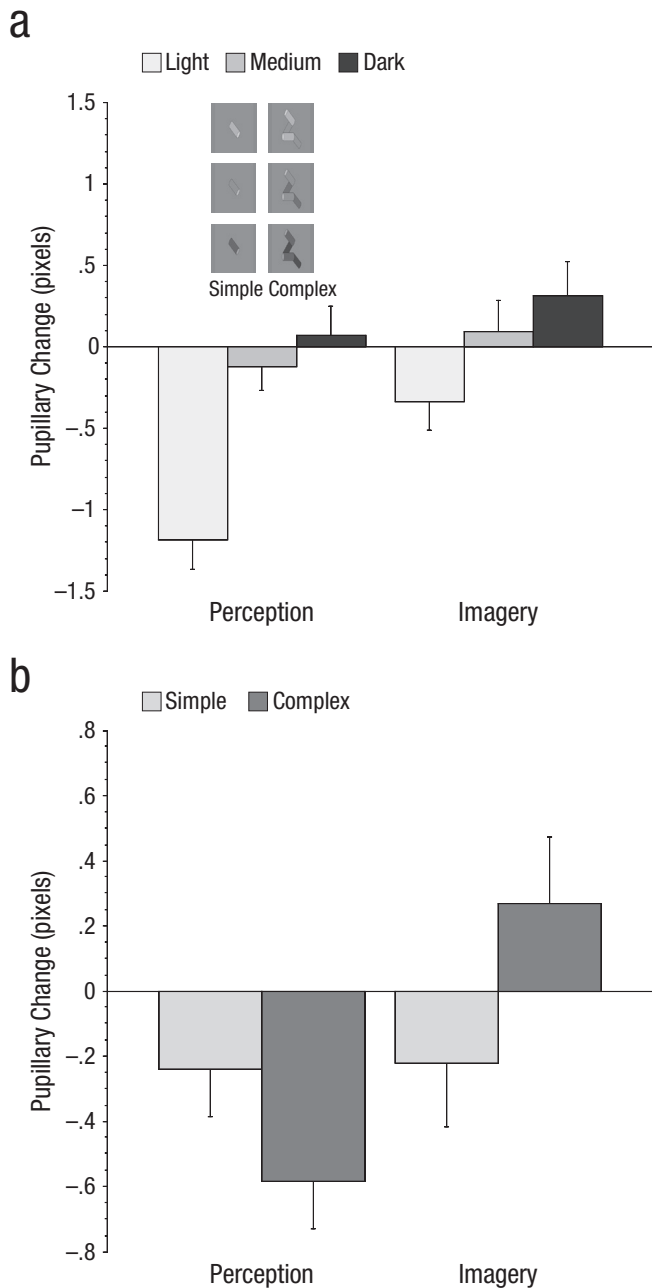 a
Light Medium Dark
1.5
1
.5
0
–.5
–1
–1.5
Pupillary Change (pixels)
Simple Complex
Perception Imagery
b
Simple Complex
.8
.6
.4
.2
0
–.2
–.4
–.6
–.8
Pupillary Change (pixels)
Perception Imagery